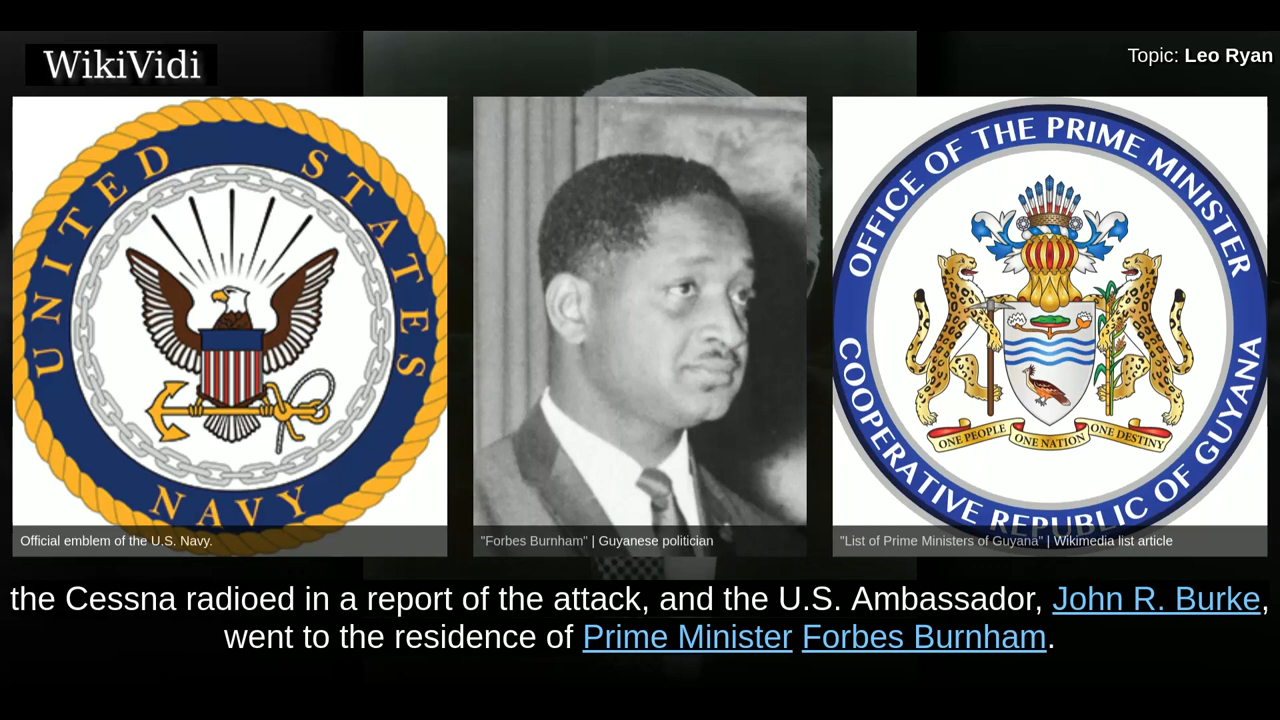 WikiVidi
Topic: Leo Ryan
UNITED STATES
NAVY
OFFICE OF THE PRIME MINISTER
COOPERATIVE REPUBLIC OF GUYANA
ONE PEOPLE ONE NATION ONE DESTINY
Official emblem of the U.S. Navy.
"Forbes Burnham" | Guyanese politician
"List of Prime Ministers of Guyana" | Wikimedia list article
the Cessna radioed in a report of the attack, and the U.S. Ambassador, John R. Burke,
went to the residence of Prime Minister Forbes Burnham.